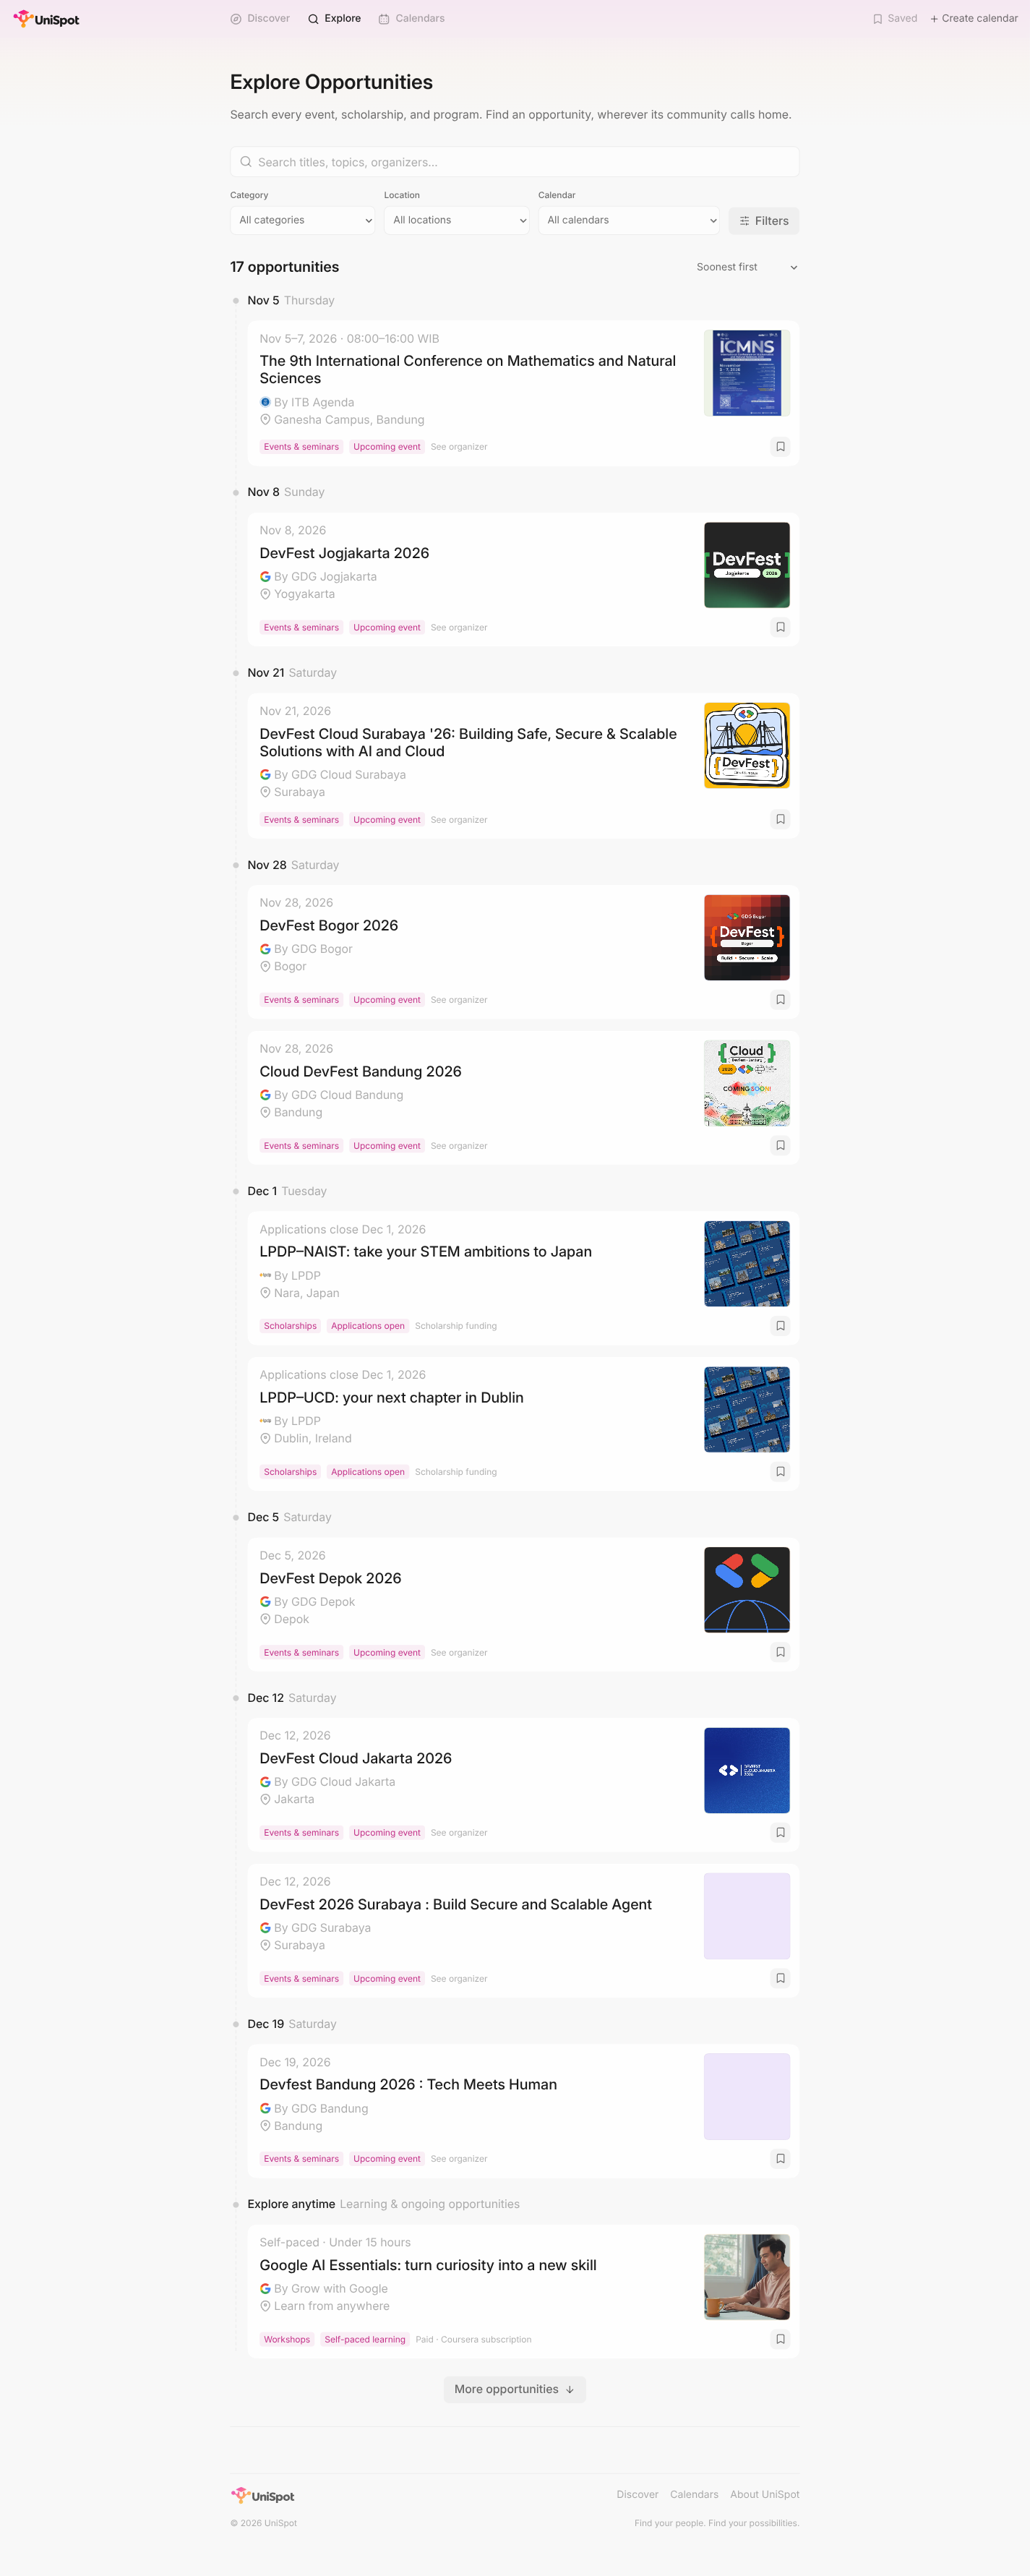 UniSpot
Discover
Explore
Calendars
Saved
+ Create calendar
Explore Opportunities
Search every event, scholarship, and program. Find an opportunity, wherever its community calls home.
Search titles, topics, organizers...
Category
Location
Calendar
All categories
All locations
All calendars
Filters
17 opportunities
Soonest first
Nov 5 Thursday
Nov 5–7, 2026 · 08:00–16:00 WIB
The 9th International Conference on Mathematics and Natural
Sciences
By ITB Agenda
Ganesha Campus, Bandung
Events & seminars Upcoming event See organizer
ICMNS
Nov 8 Sunday
Nov 8, 2026
DevFest Jogjakarta 2026
By GDG Jogjakarta
Yogyakarta
Events & seminars Upcoming event See organizer
DevFest
Jogjakarta 2026
Nov 21 Saturday
Nov 21, 2026
DevFest Cloud Surabaya '26: Building Safe, Secure & Scalable
Solutions with AI and Cloud
By GDG Cloud Surabaya
Surabaya
Events & seminars Upcoming event See organizer
DevFest
Nov 28 Saturday
Nov 28, 2026
DevFest Bogor 2026
By GDG Bogor
Bogor
Events & seminars Upcoming event See organizer
GDG Bogor
DevFest
Bogor
Build • Secure • Scale
Nov 28, 2026
Cloud DevFest Bandung 2026
By GDG Cloud Bandung
Bandung
Events & seminars Upcoming event See organizer
Cloud
2026
COMING SOON!
Dec 1 Tuesday
Applications close Dec 1, 2026
LPDP–NAIST: take your STEM ambitions to Japan
By LPDP
Nara, Japan
Scholarships Applications open Scholarship funding
Applications close Dec 1, 2026
LPDP–UCD: your next chapter in Dublin
By LPDP
Dublin, Ireland
Scholarships Applications open Scholarship funding
Dec 5 Saturday
Dec 5, 2026
DevFest Depok 2026
By GDG Depok
Depok
Events & seminars Upcoming event See organizer
Dec 12 Saturday
Dec 12, 2026
DevFest Cloud Jakarta 2026
By GDG Cloud Jakarta
Jakarta
Events & seminars Upcoming event See organizer
DEVFEST
CLOUD JAKARTA
2026
Dec 12, 2026
DevFest 2026 Surabaya : Build Secure and Scalable Agent
By GDG Surabaya
Surabaya
Events & seminars Upcoming event See organizer
Dec 19 Saturday
Dec 19, 2026
Devfest Bandung 2026 : Tech Meets Human
By GDG Bandung
Bandung
Events & seminars Upcoming event See organizer
Explore anytime Learning & ongoing opportunities
Self-paced · Under 15 hours
Google AI Essentials: turn curiosity into a new skill
By Grow with Google
Learn from anywhere
Workshops Self-paced learning Paid · Coursera subscription
More opportunities ↓
UniSpot
Discover
Calendars
About UniSpot
© 2026 UniSpot
Find your people. Find your possibilities.